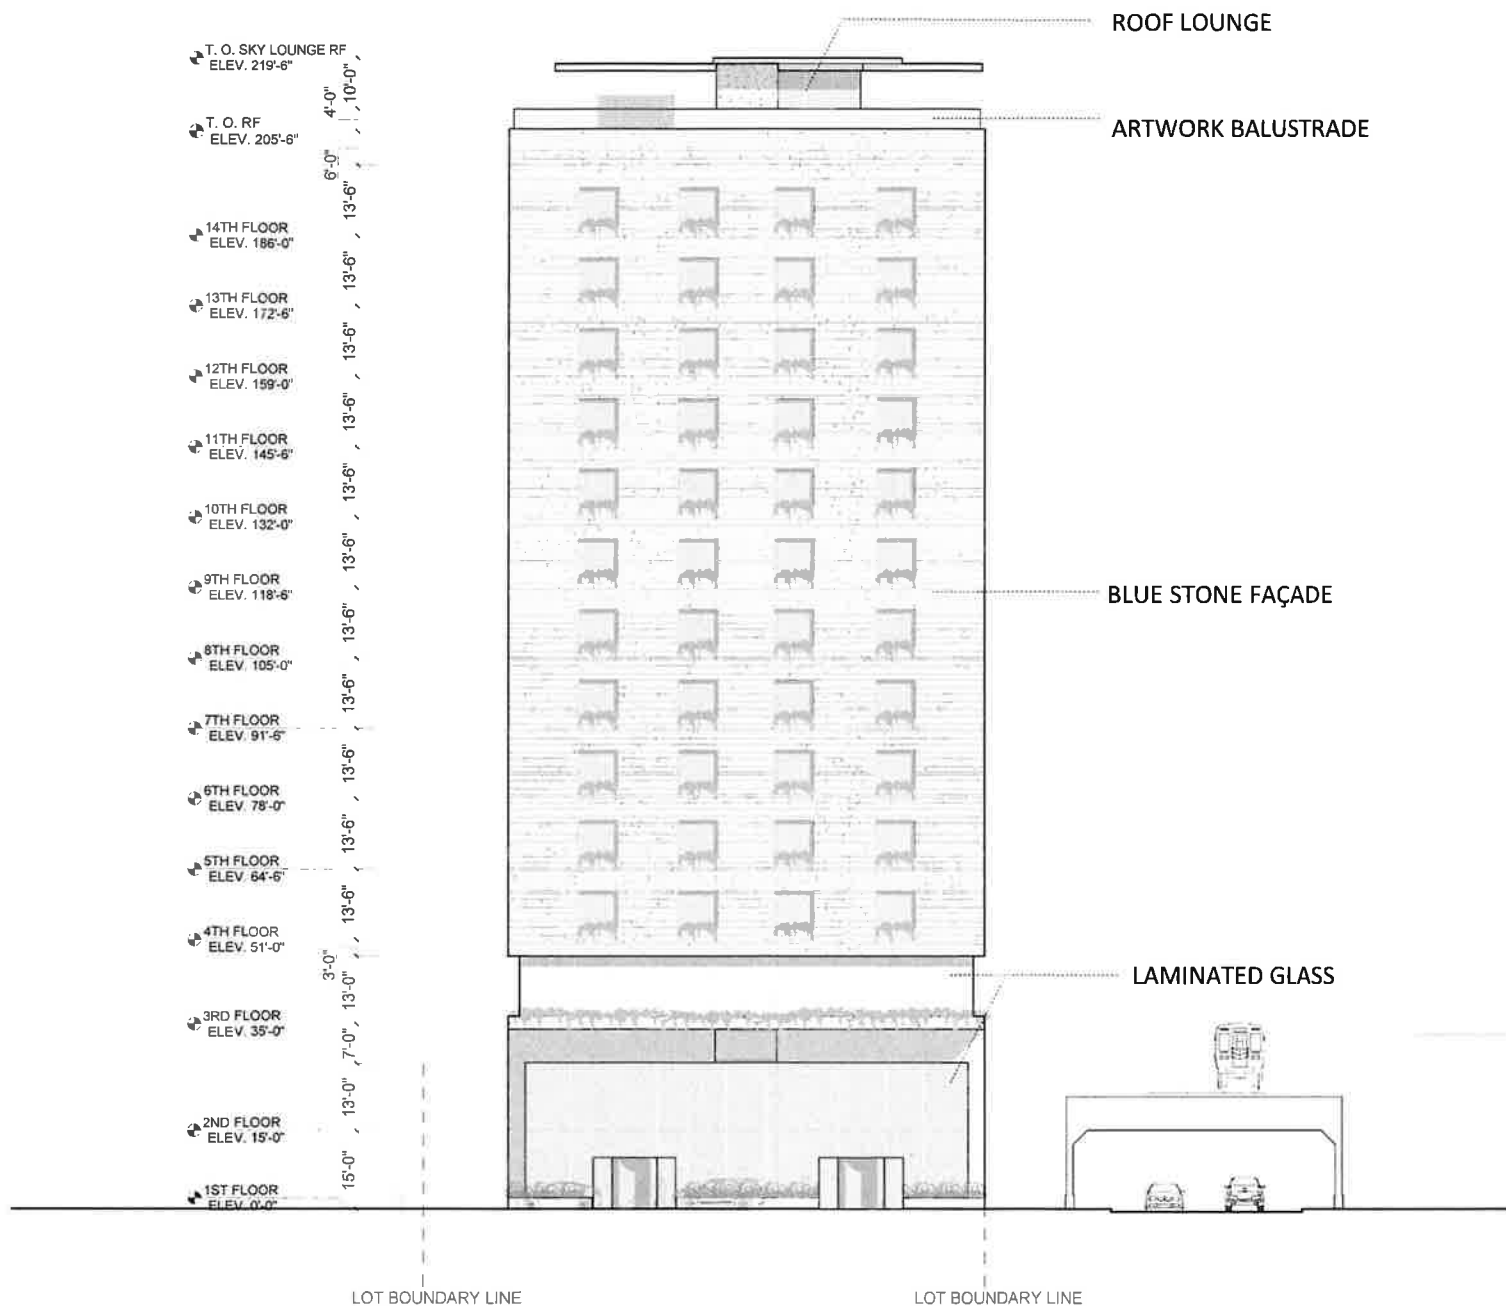 ROOF LOUNGE
T. O. SKY LOUNGE RF
ELEV. 219'-6"
10'-0"
4'-0"
ARTWORK BALUSTRADE
T. O. RF
ELEV. 205'-6"
6'-0"
13'-6"
14TH FLOOR
ELEV. 186'-0"
13'-6"
13TH FLOOR
ELEV. 172'-6"
13'-6"
12TH FLOOR
ELEV. 159'-0"
13'-6"
11TH FLOOR
ELEV. 145'-6"
13'-6"
10TH FLOOR
ELEV. 132'-0"
13'-6"
9TH FLOOR
ELEV. 118'-6"
BLUE STONE FAÇADE
13'-6"
8TH FLOOR
ELEV. 105'-0"
13'-6"
7TH FLOOR
ELEV. 91'-6"
13'-6"
6TH FLOOR
ELEV. 78'-0"
13'-6"
5TH FLOOR
ELEV. 64'-6"
13'-6"
4TH FLOOR
ELEV. 51'-0"
3'-0"
13'-0"
LAMINATED GLASS
3RD FLOOR
ELEV. 35'-0"
7'-0"
13'-0"
2ND FLOOR
ELEV. 15'-0"
15'-0"
1ST FLOOR
ELEV. 0'-0"
LOT BOUNDARY LINE
LOT BOUNDARY LINE